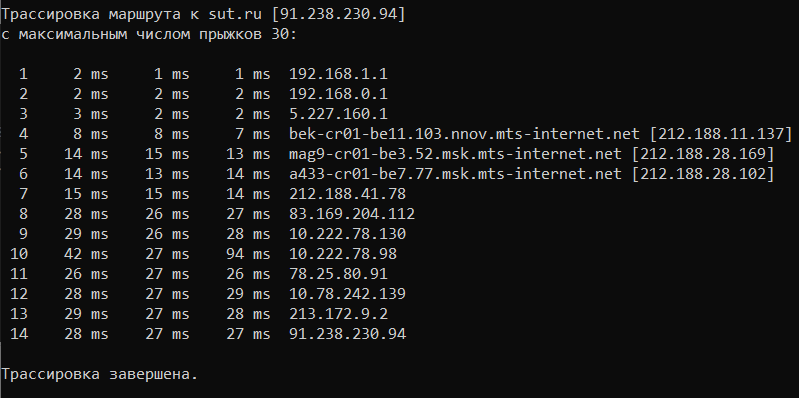 Трассировка маршрута к sut.ru [91.238.230.94]
с максимальным числом прыжков 30:
1 2 ms 1 ms 1 ms 192.168.1.1
2 2 ms 2 ms 2 ms 192.168.0.1
3 3 ms 2 ms 2 ms 5.227.160.1
4 8 ms 8 ms 7 ms bek-cr01-be11.103.nnov.mts-internet.net [212.188.11.137]
5 14 ms 15 ms 13 ms mag9-cr01-be3.52.msk.mts-internet.net [212.188.28.169]
6 14 ms 13 ms 14 ms a433-cr01-be7.77.msk.mts-internet.net [212.188.28.102]
7 15 ms 15 ms 14 ms 212.188.41.78
8 28 ms 26 ms 27 ms 83.169.204.112
9 29 ms 26 ms 28 ms 10.222.78.130
10 42 ms 27 ms 94 ms 10.222.78.98
11 26 ms 27 ms 26 ms 78.25.80.91
12 28 ms 27 ms 29 ms 10.78.242.139
13 29 ms 28 ms 27 ms 213.172.9.2
14 28 ms 27 ms 27 ms 91.238.230.94
Трассировка завершена.